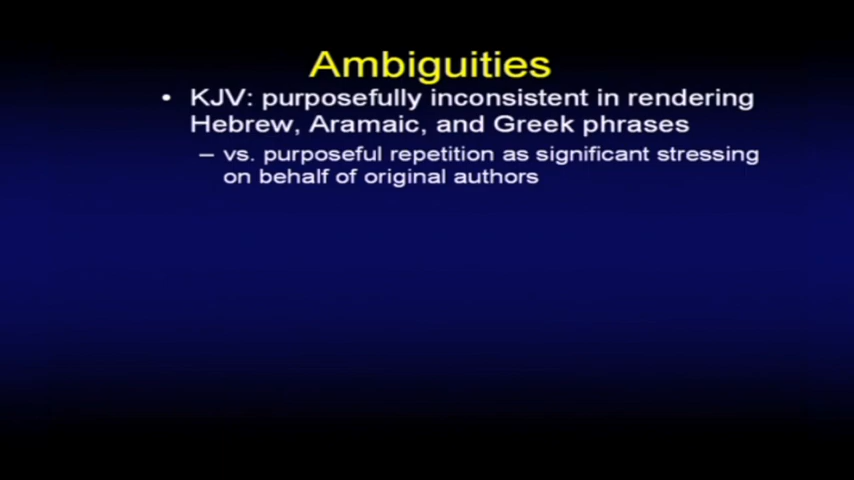 Ambiguities
• KJV: purposefully inconsistent in rendering
Hebrew, Aramaic, and Greek phrases
– vs. purposeful repetition as significant stressing
on behalf of original authors